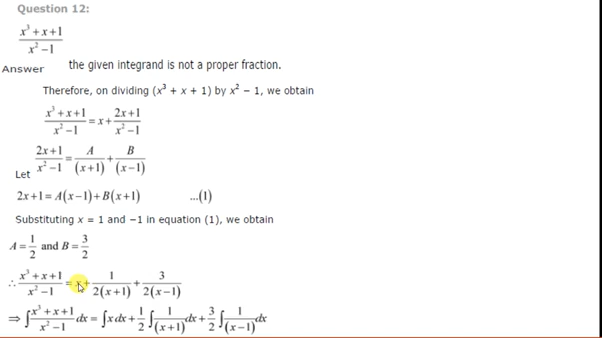 Question 12:
x³ + x + 1 / x² − 1
Answer the given integrand is not a proper fraction.
Therefore, on dividing (x³ + x + 1) by x² − 1, we obtain
x³ + x + 1 / x² − 1 = x + 2x + 1 / x² − 1
Let 2x + 1 / x² − 1 = A / (x + 1) + B / (x − 1)
2x + 1 = A(x − 1) + B(x + 1) ...(1)
Substituting x = 1 and −1 in equation (1), we obtain
A = 1/2 and B = 3/2
∴ x³ + x + 1 / x² − 1 = x + 1 / 2(x + 1) + 3 / 2(x − 1)
⇒ ∫ x³ + x + 1 / x² − 1 dx = ∫ x dx + 1/2 ∫ 1 / (x + 1) dx + 3/2 ∫ 1 / (x − 1) dx